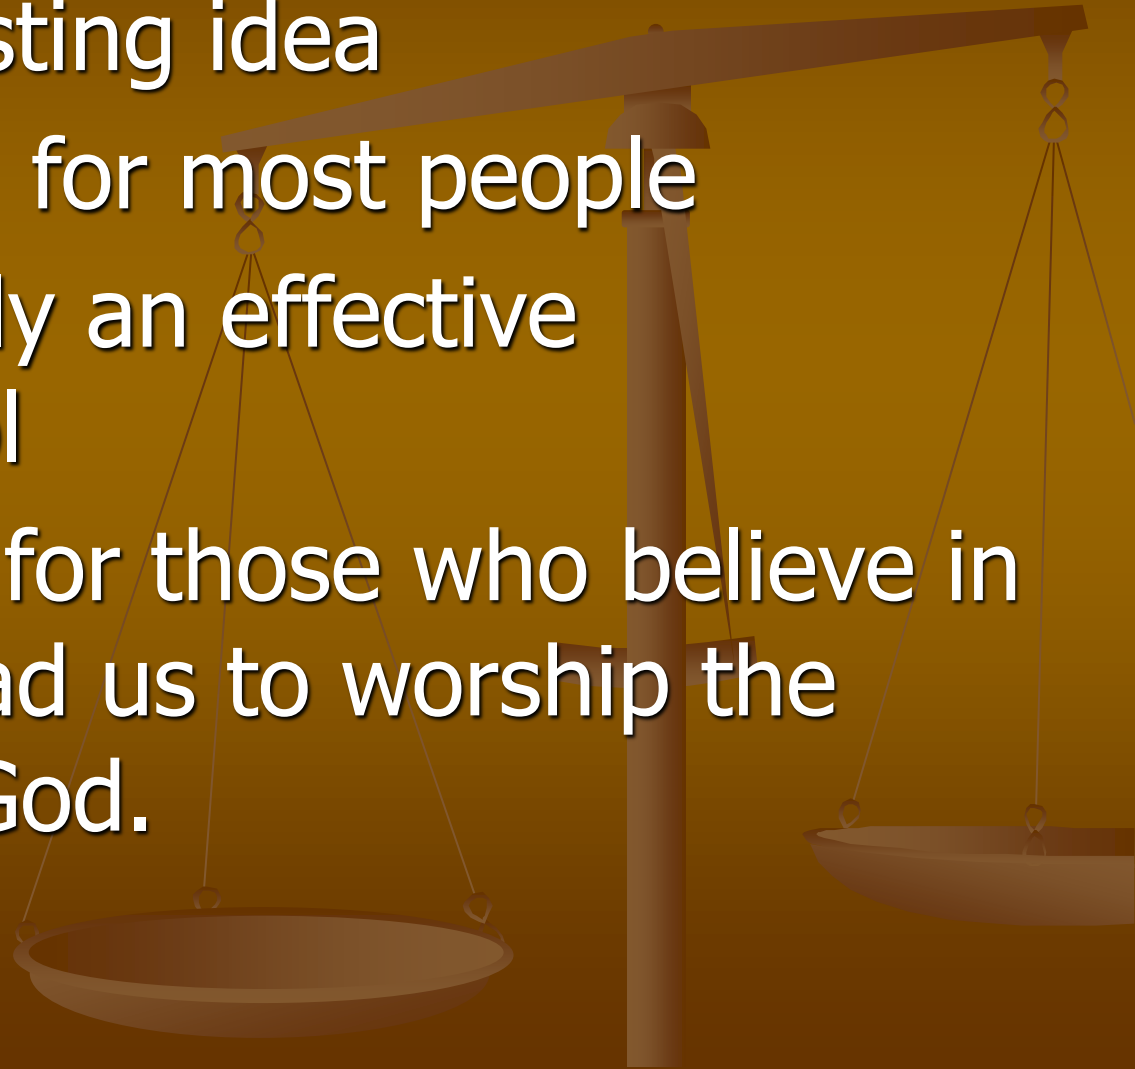 sting idea
for most people
ly an effective
l
for those who believe in
ad us to worship the
God.